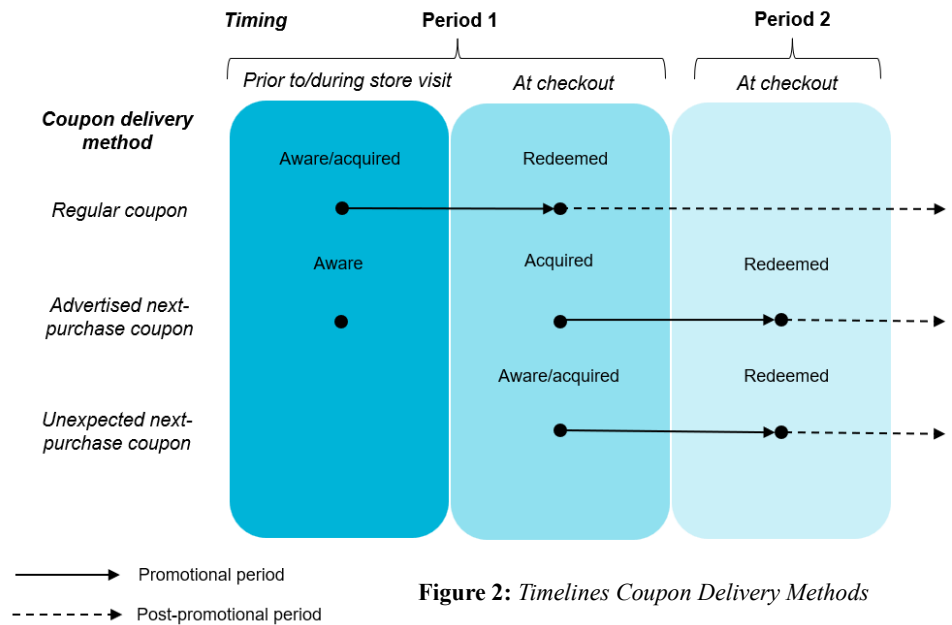 Timing
Period 1
Period 2
Prior to/during store visit
At checkout
At checkout
Coupon delivery
method
Aware/acquired
Redeemed
Regular coupon
Aware
Acquired
Redeemed
Advertised next-
purchase coupon
Aware/acquired
Redeemed
Unexpected next-
purchase coupon
Promotional period
Post-promotional period
Figure 2: Timelines Coupon Delivery Methods